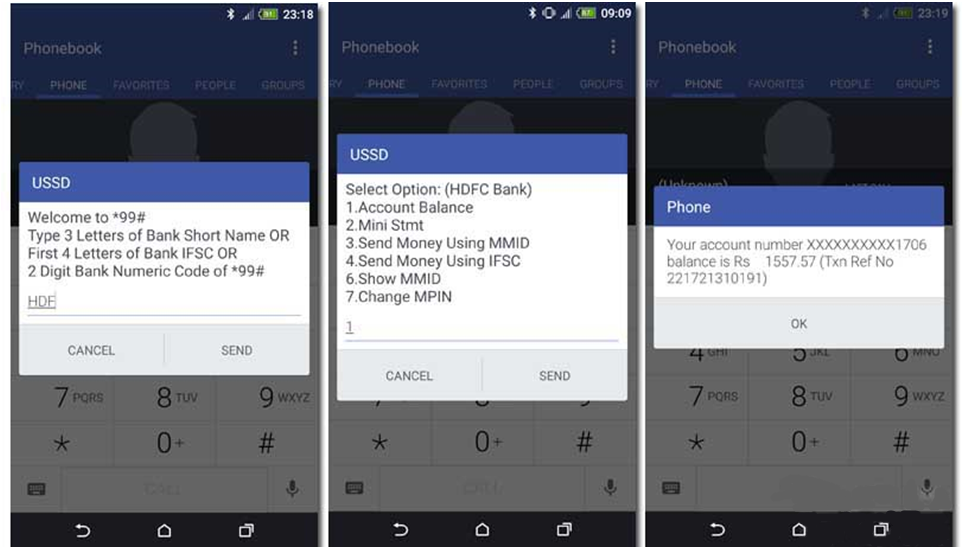 23:18
Phonebook
RY PHONE FAVORITES PEOPLE GROUPS
USSD
Welcome to *99#
Type 3 Letters of Bank Short Name OR
First 4 Letters of Bank IFSC OR
2 Digit Bank Numeric Code of *99#
HDF
CANCEL SEND
7 PQRS 8 TUV 9 WXYZ
* 0 + #
CALL
09:09
Phonebook
RY PHONE FAVORITES PEOPLE GROUPS
USSD
Select Option: (HDFC Bank)
1.Account Balance
2.Mini Stmt
3.Send Money Using MMID
4.Send Money Using IFSC
6.Show MMID
7.Change MPIN
1
CANCEL SEND
* 0 + #
CALL
23:19
Phonebook
RY PHONE FAVORITES PEOPLE GROUPS
(Unknown)
Phone
Your account number XXXXXXXXXX1706
balance is Rs 1557.57 (Txn Ref No
221721310191)
OK
4 GHI 5 JKL 6 MNO
7 PQRS 8 TUV 9 WXYZ
* 0 + #